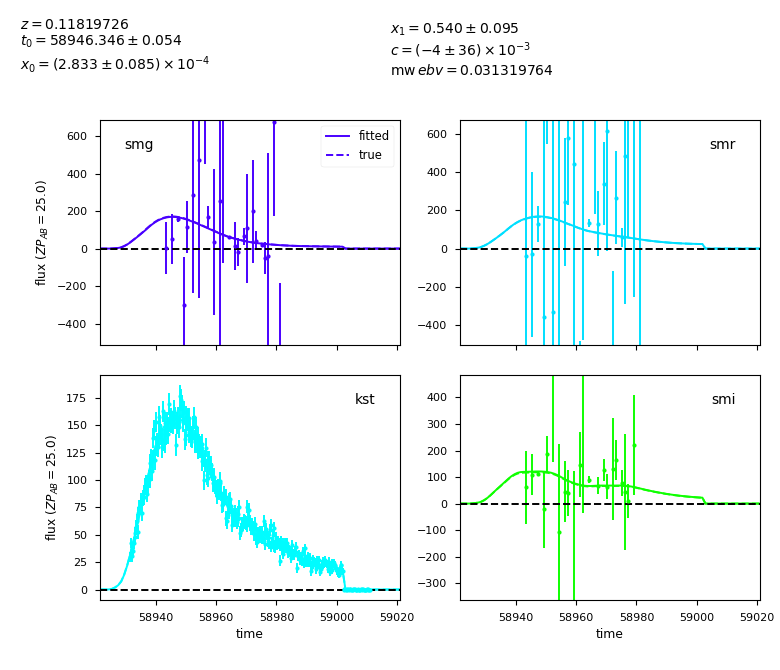 z = 0.11819726
t₀ = 58946.346 ± 0.054
x₀ = (2.833 ± 0.085) × 10⁻⁴
x₁ = 0.540 ± 0.095
c = (−4 ± 36) × 10⁻³
mw ebv = 0.031319764
smg
fitted
true
600
400
200
0
−200
−400
flux (ZP_AB = 25.0)
smr
600
400
200
0
−200
−400
kst
175
150
125
100
75
50
25
0
flux (ZP_AB = 25.0)
58940 58960 58980 59000 59020
time
smi
400
300
200
100
0
−100
−200
−300
58940 58960 58980 59000 59020
time